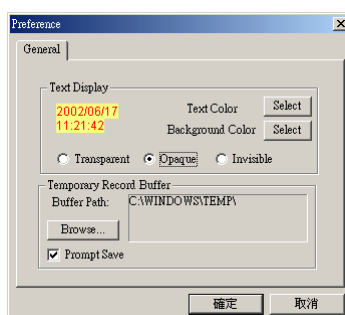 Preference
General
Text Display
2002/06/17
11:21:42
Text Color Select
Background Color Select
Transparent Opaque Invisible
Temporary Record Buffer
Buffer Path: C:\WINDOWS\TEMP\
Browse...
Prompt Save
確定 取消